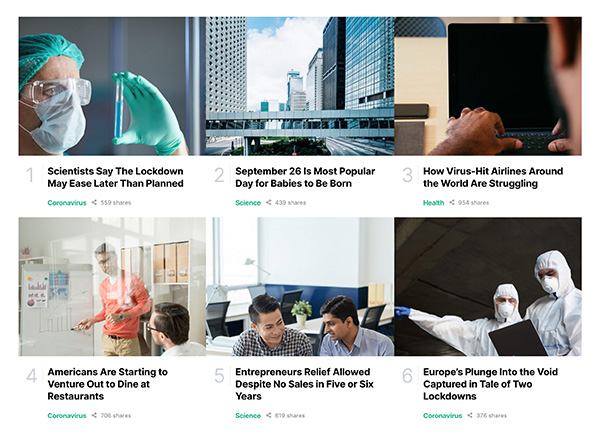 1 Scientists Say The Lockdown
May Ease Later Than Planned
Coronavirus 559 shares
2 September 26 Is Most Popular
Day for Babies to Be Born
Science 439 shares
3 How Virus-Hit Airlines Around
the World Are Struggling
Health 954 shares
4 Americans Are Starting to
Venture Out to Dine at
Restaurants
Coronavirus 706 shares
5 Entrepreneurs Relief Allowed
Despite No Sales in Five or Six
Years
Science 619 shares
6 Europe’s Plunge Into the Void
Captured in Tale of Two
Lockdowns
Coronavirus 376 shares